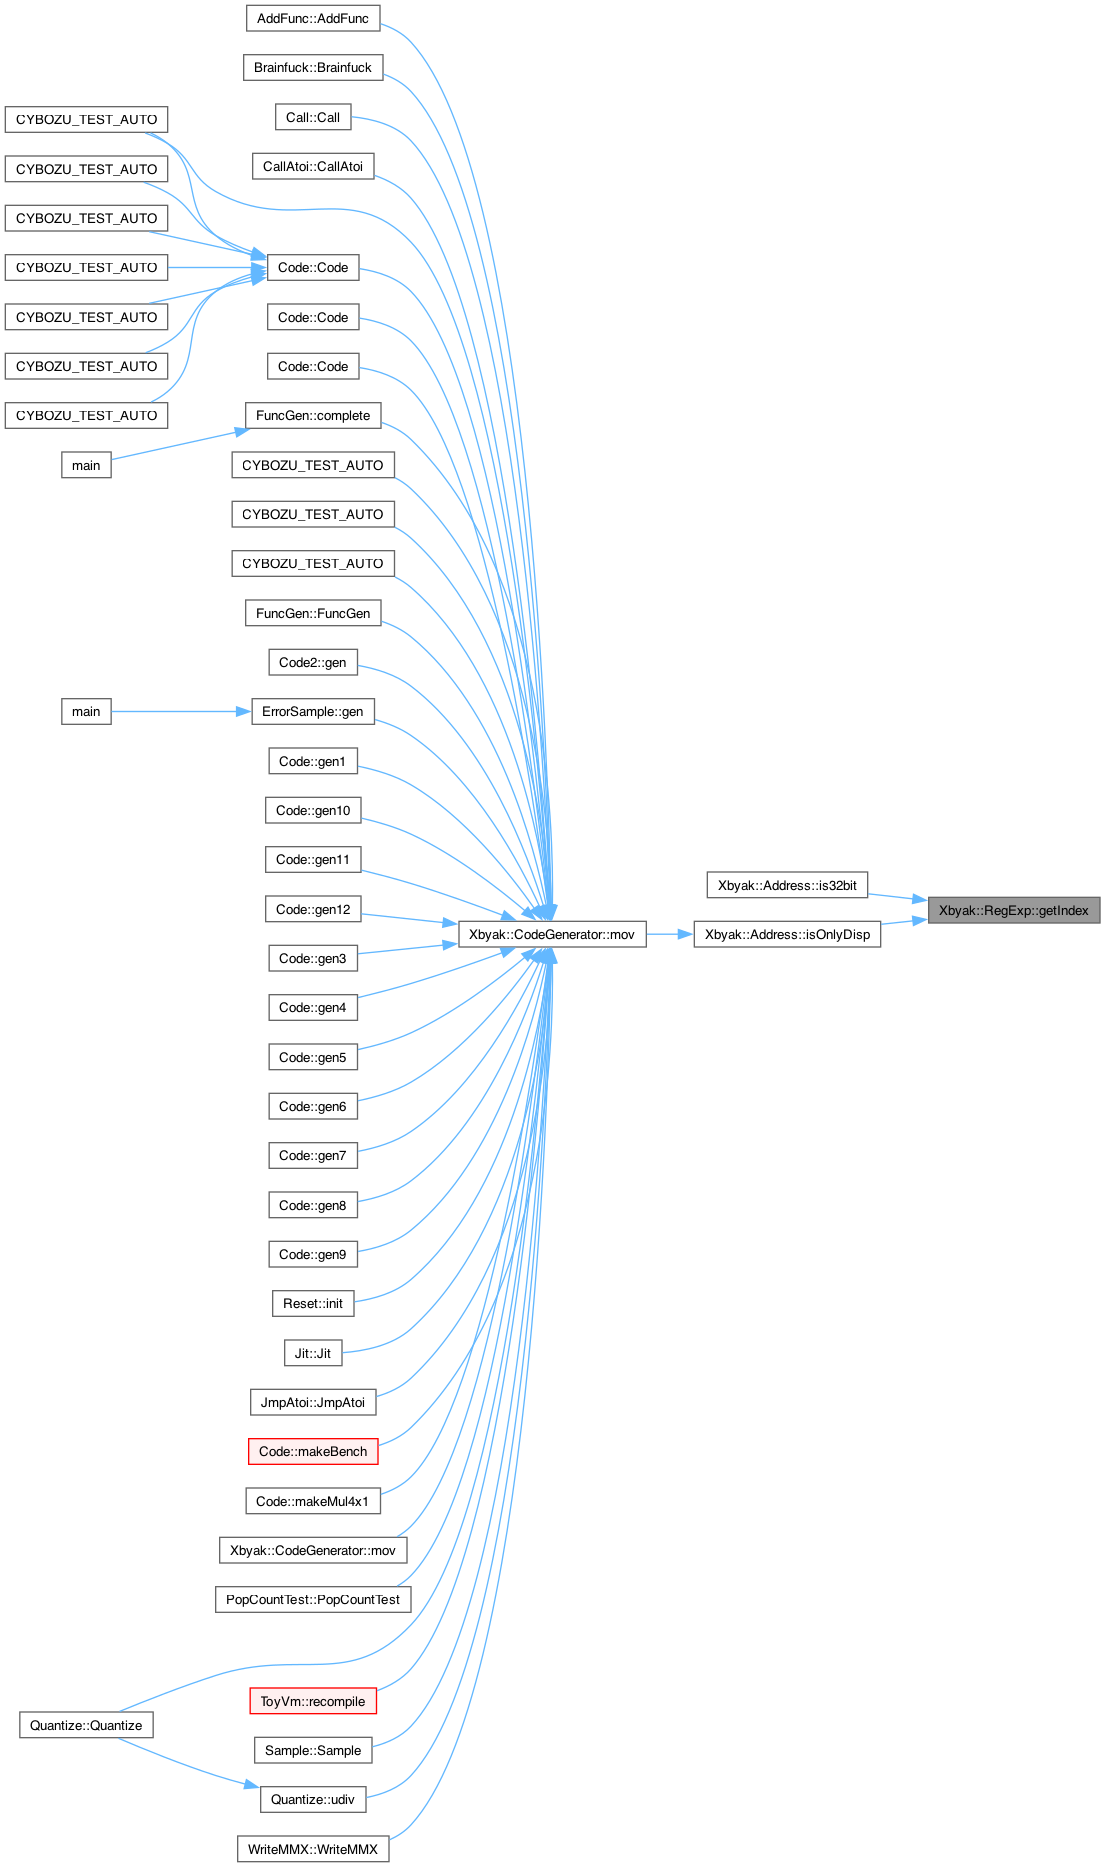 AddFunc::AddFunc
Brainfuck::Brainfuck
Call::Call
CYBOZU_TEST_AUTO
CallAtoi::CallAtoi
CYBOZU_TEST_AUTO
CYBOZU_TEST_AUTO
CYBOZU_TEST_AUTO
Code::Code
CYBOZU_TEST_AUTO
Code::Code
CYBOZU_TEST_AUTO
Code::Code
CYBOZU_TEST_AUTO
FuncGen::complete
main
CYBOZU_TEST_AUTO
CYBOZU_TEST_AUTO
CYBOZU_TEST_AUTO
FuncGen::FuncGen
Code2::gen
main
ErrorSample::gen
Code::gen1
Code::gen10
Code::gen11
Code::gen12
Code::gen3
Code::gen4
Code::gen5
Code::gen6
Code::gen7
Code::gen8
Code::gen9
Reset::init
Jit::Jit
JmpAtoi::JmpAtoi
Code::makeBench
Code::makeMul4x1
Xbyak::CodeGenerator::mov
PopCountTest::PopCountTest
ToyVm::recompile
Quantize::Quantize
Sample::Sample
Quantize::udiv
WriteMMX::WriteMMX
Xbyak::CodeGenerator::mov
Xbyak::Address::is32bit
Xbyak::Address::isOnlyDisp
Xbyak::RegExp::getIndex